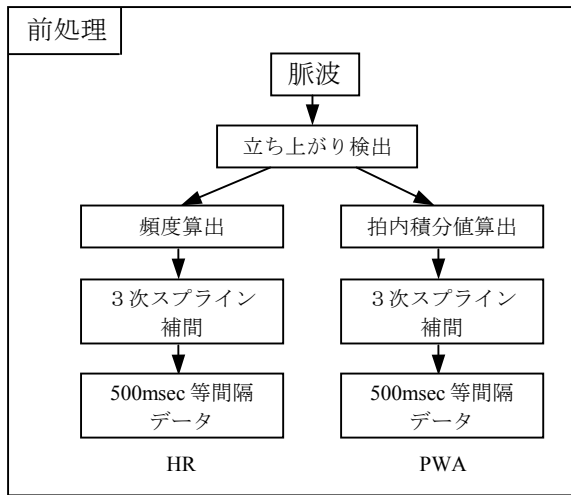 前処理
脈波
立ち上がり検出
頻度算出
拍内積分値算出
３次スプライン
補間
３次スプライン
補間
500msec 等間隔
データ
500msec 等間隔
データ
HR
PWA